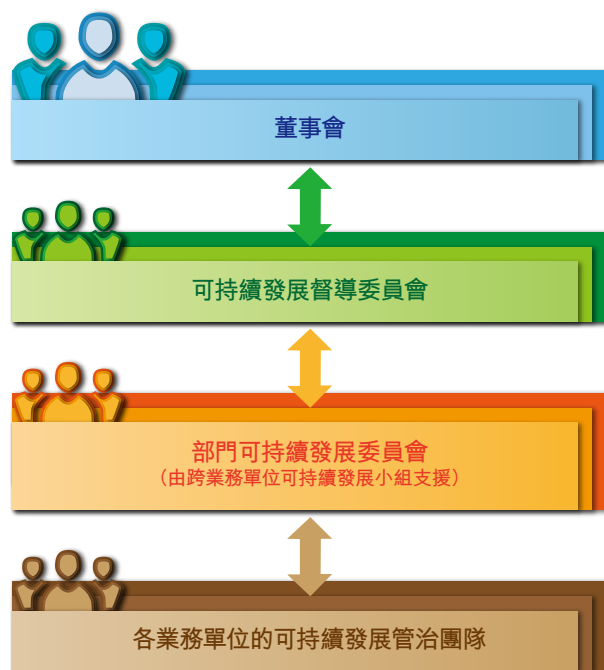 董事會
可持續發展督導委員會
部門可持續發展委員會
（由跨業務單位可持續發展小組支援）
各業務單位的可持續發展管治團隊